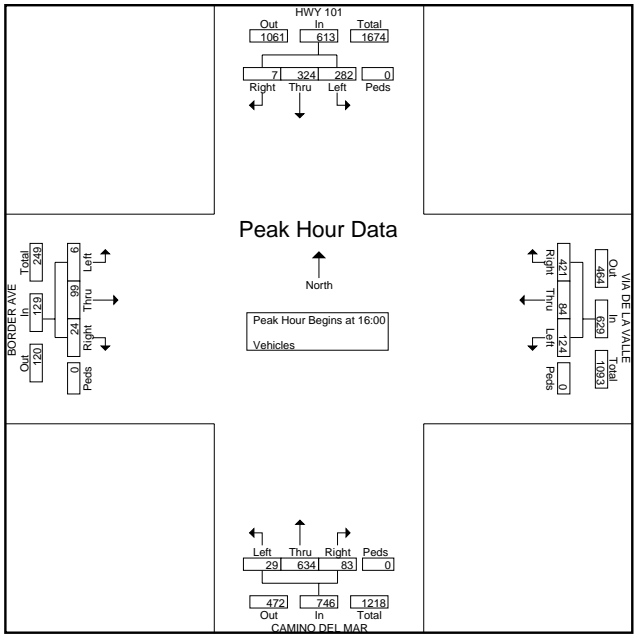 HWY 101
Out In Total
1061 613 1674
7 324 282 0
Right Thru Left Peds
BORDER AVE
Total In Out
249 129 120
6 99 24 0
Left Thru Right Peds
Peak Hour Data
North
Peak Hour Begins at 16:00
Vehicles
VIA DE LA VALLE
Out In Total
464 629 1093
421 84 124 0
Right Thru Left Peds
Left Thru Right Peds
29 634 83 0
472 746 1218
Out In Total
CAMINO DEL MAR